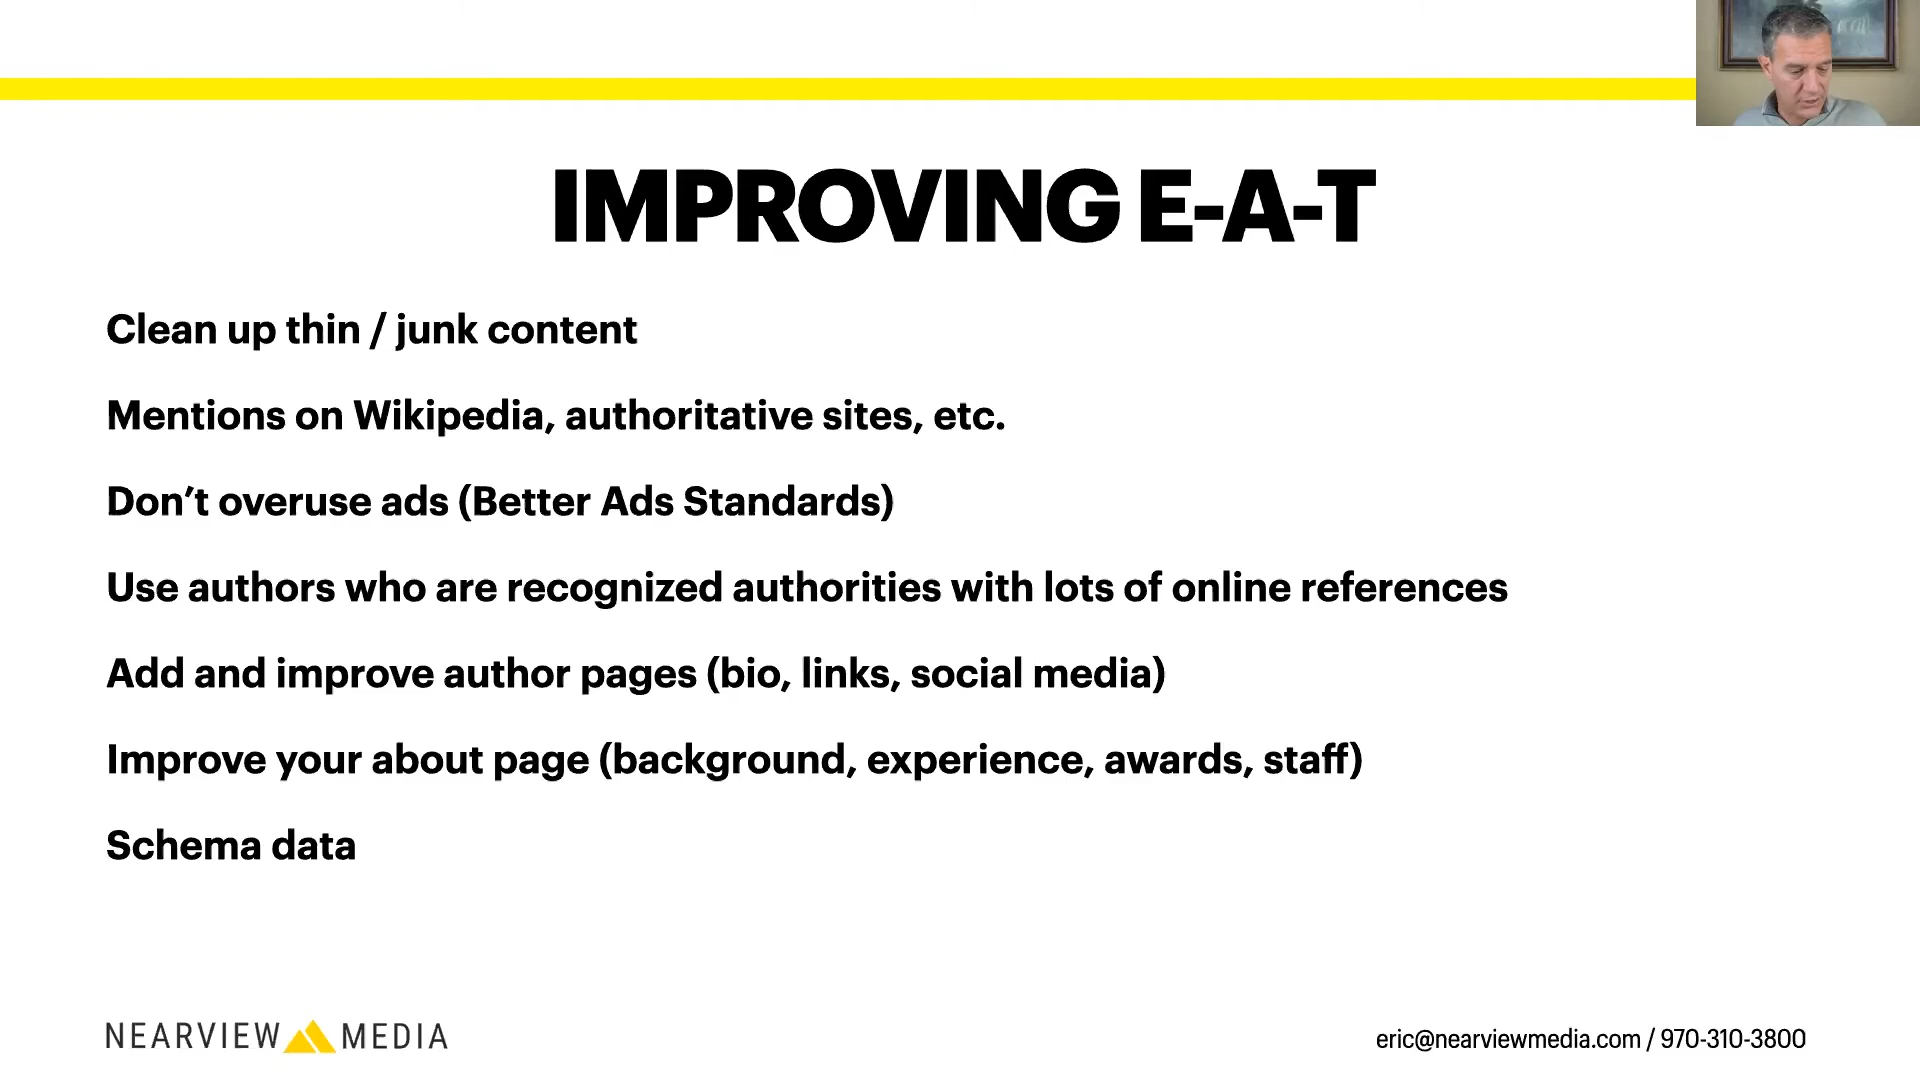 IMPROVING E-A-T
Clean up thin / junk content
Mentions on Wikipedia, authoritative sites, etc.
Don’t overuse ads (Better Ads Standards)
Use authors who are recognized authorities with lots of online references
Add and improve author pages (bio, links, social media)
Improve your about page (background, experience, awards, staff)
Schema data
NEARVIEW MEDIA
eric@nearviewmedia.com / 970-310-3800